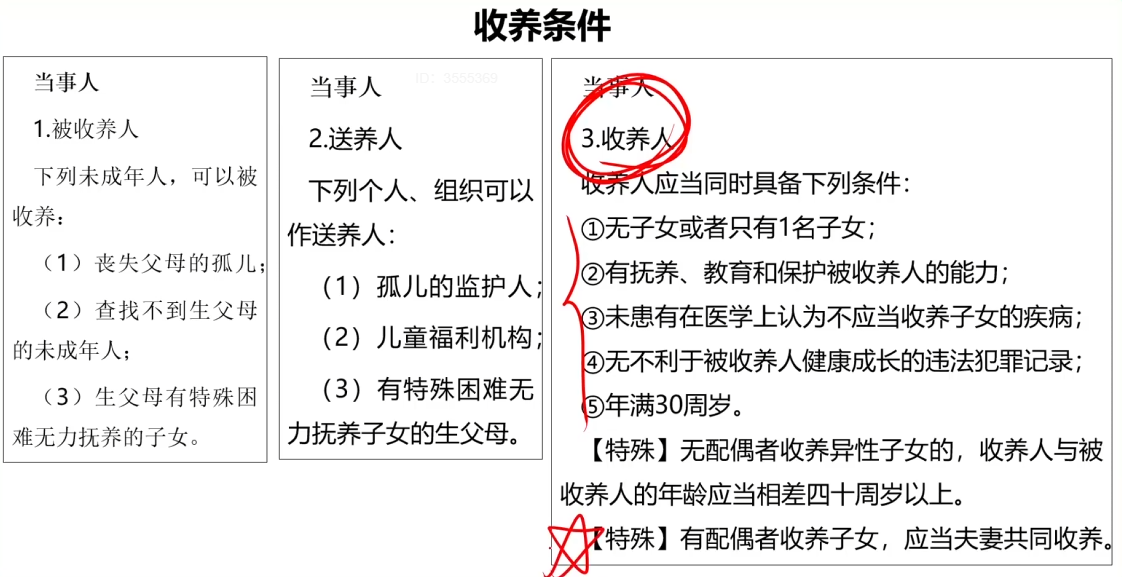 收养条件
当事人
1.被收养人
下列未成年人，可以被
收养：
（1）丧失父母的孤儿；
（2）查找不到生父母
的未成年人；
（3）生父母有特殊困
难无力抚养的子女。
ID：3555369
当事人
2.送养人
下列个人、组织可以
作送养人：
（1）孤儿的监护人；
（2）儿童福利机构；
（3）有特殊困难无
力抚养子女的生父母。
当事人
3.收养人
收养人应当同时具备下列条件：
①无子女或者只有1名子女；
②有抚养、教育和保护被收养人的能力；
③未患有在医学上认为不应当收养子女的疾病；
④无不利于被收养人健康成长的违法犯罪记录；
⑤年满30周岁。
【特殊】无配偶者收养异性子女的，收养人与被
收养人的年龄应当相差四十周岁以上。
【特殊】有配偶者收养子女，应当夫妻共同收养。